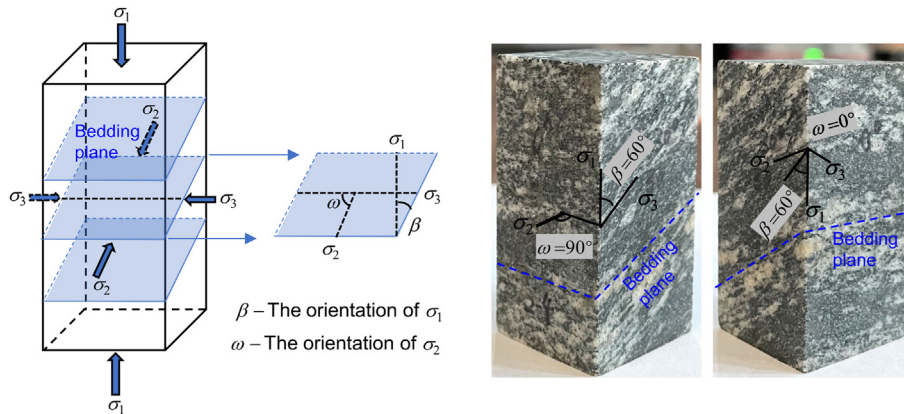 σ1
σ2
Bedding
plane
σ3
σ3
σ2
σ1
σ1
ω
σ3
β
σ2
β – The orientation of σ1
ω – The orientation of σ2
σ1
β=60°
σ3
σ2
ω=90°
Bedding
plane
ω=0°
σ2
σ3
β=60°
σ1
Bedding
plane